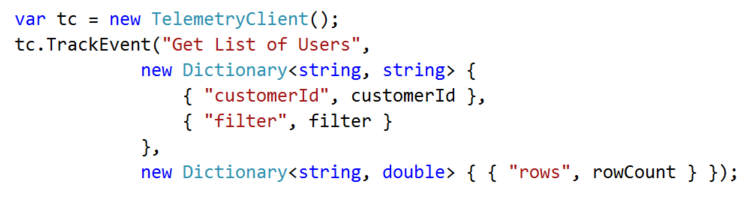 var tc = new TelemetryClient();
tc.TrackEvent("Get List of Users",
new Dictionary<string, string> {
{ "customerId", customerId },
{ "filter", filter }
},
new Dictionary<string, double> { { "rows", rowCount } });